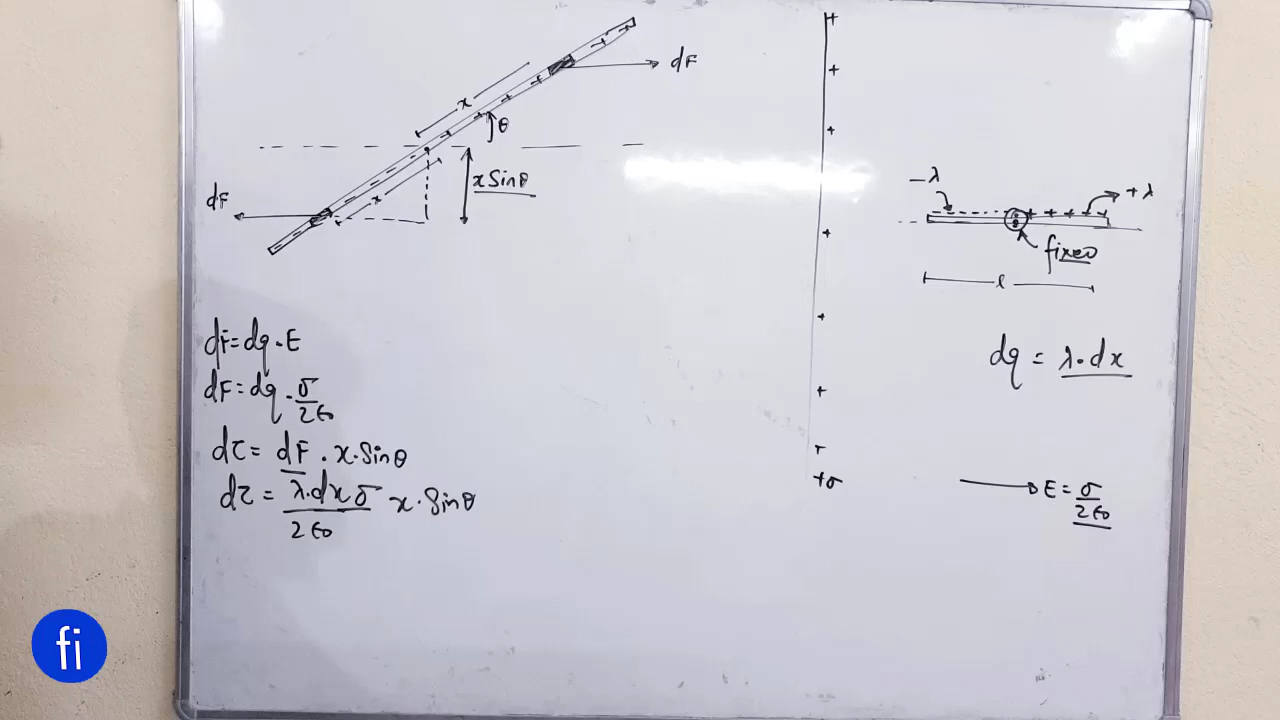 x
dF
θ
x Sinθ
x
dF
dF = dq · E
dF = dq · σ/2ε0
dτ = dF · x · Sinθ
dτ = λ·dx σ/2ε0 x · Sinθ
+σ
−λ
+λ
fixed
l
dq = λ·dx
E = σ/2ε0
fi